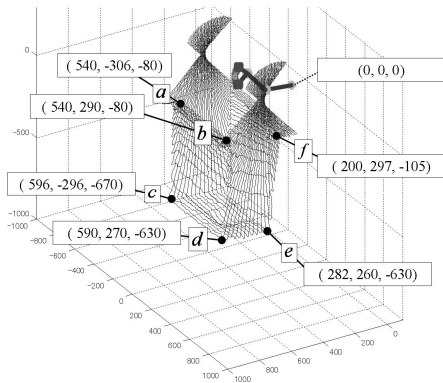 0
( 540, -306, -80)
(0, 0, 0)
a
( 540, 290, -80)
b
f
-500
( 200, 297, -105)
( 596, -296, -670)
c
-1000
-1000
-800
( 590, 270, -630)
d
e
-600
-400
( 282, 260, -630)
-200
0
0
200
200
400
400
600
600
800
800
1000
1000